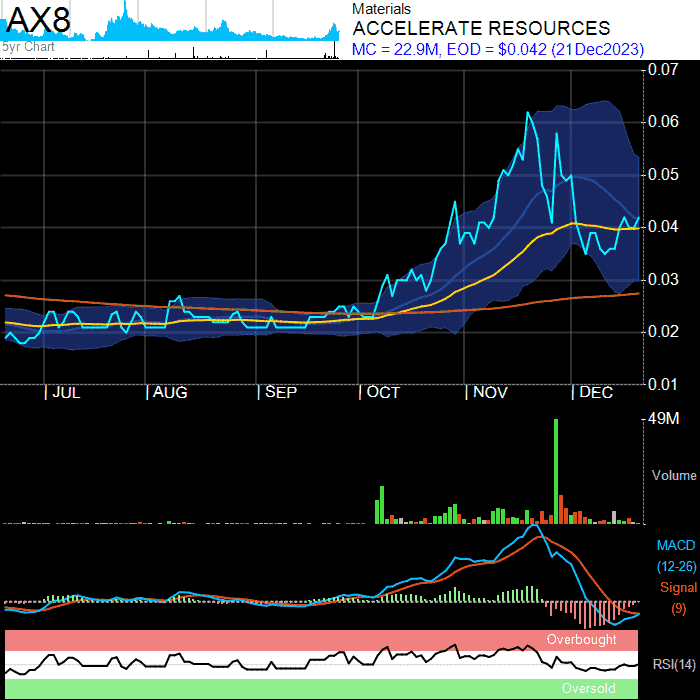 AX8
5yr Chart
Materials
ACCELERATE RESOURCES
MC = 22.9M, EOD = $0.042 (21Dec2023)
0.07
0.06
0.05
0.04
0.03
0.02
0.01
JUL AUG SEP OCT NOV DEC
49M
Volume
MACD
(12-26)
Signal
(9)
Overbought
RSI(14)
Oversold